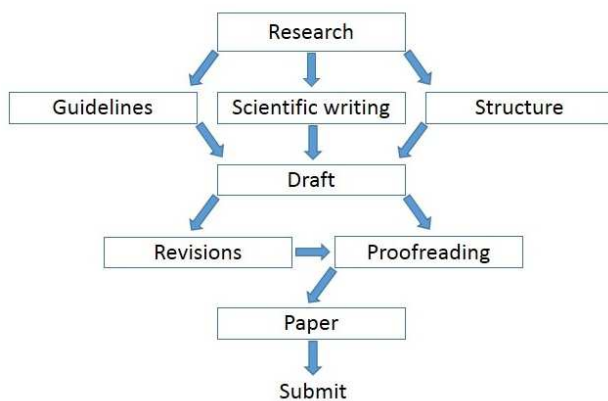 Research
Guidelines
Scientific writing
Structure
Draft
Revisions
Proofreading
Paper
Submit